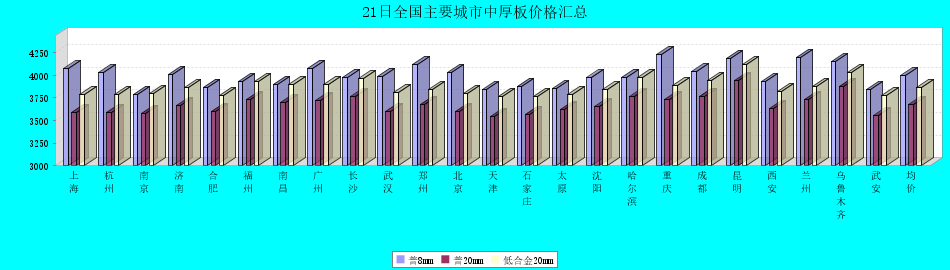 21日全国主要城市中厚板价格汇总
4250
4000
3750
3500
3250
3000
上海 杭州 南京 济南 合肥 福州 南昌 广州 长沙 武汉 郑州 北京 天津 石家庄 太原 沈阳 哈尔滨 重庆 成都 昆明 西安 兰州 乌鲁木齐 武安 均价
普8mm 普20mm 低合金20mm